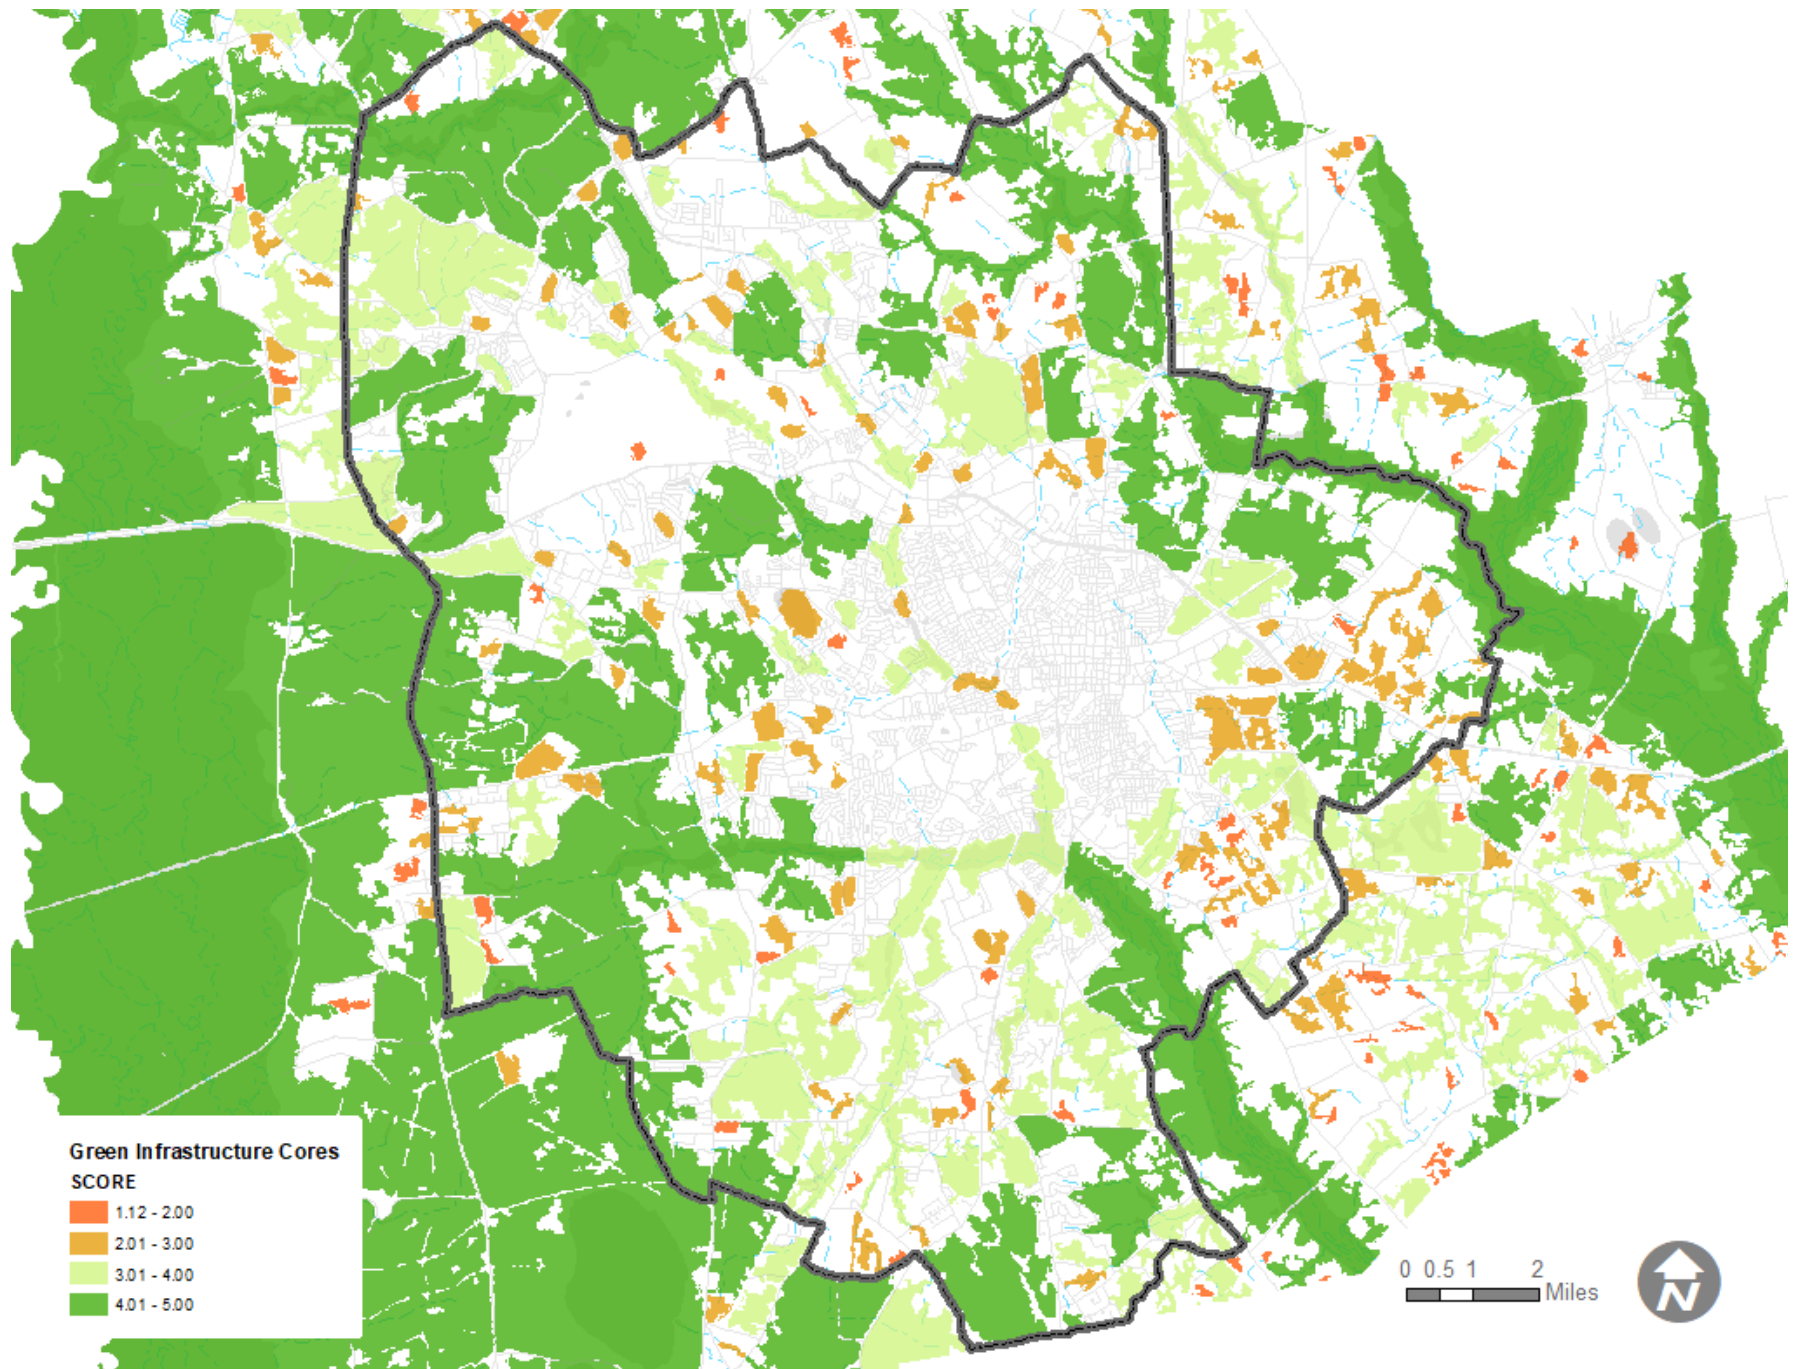 Green Infrastructure Cores
SCORE
1.12 - 2.00
2.01 - 3.00
3.01 - 4.00
4.01 - 5.00
0 0.5 1 2
Miles
N